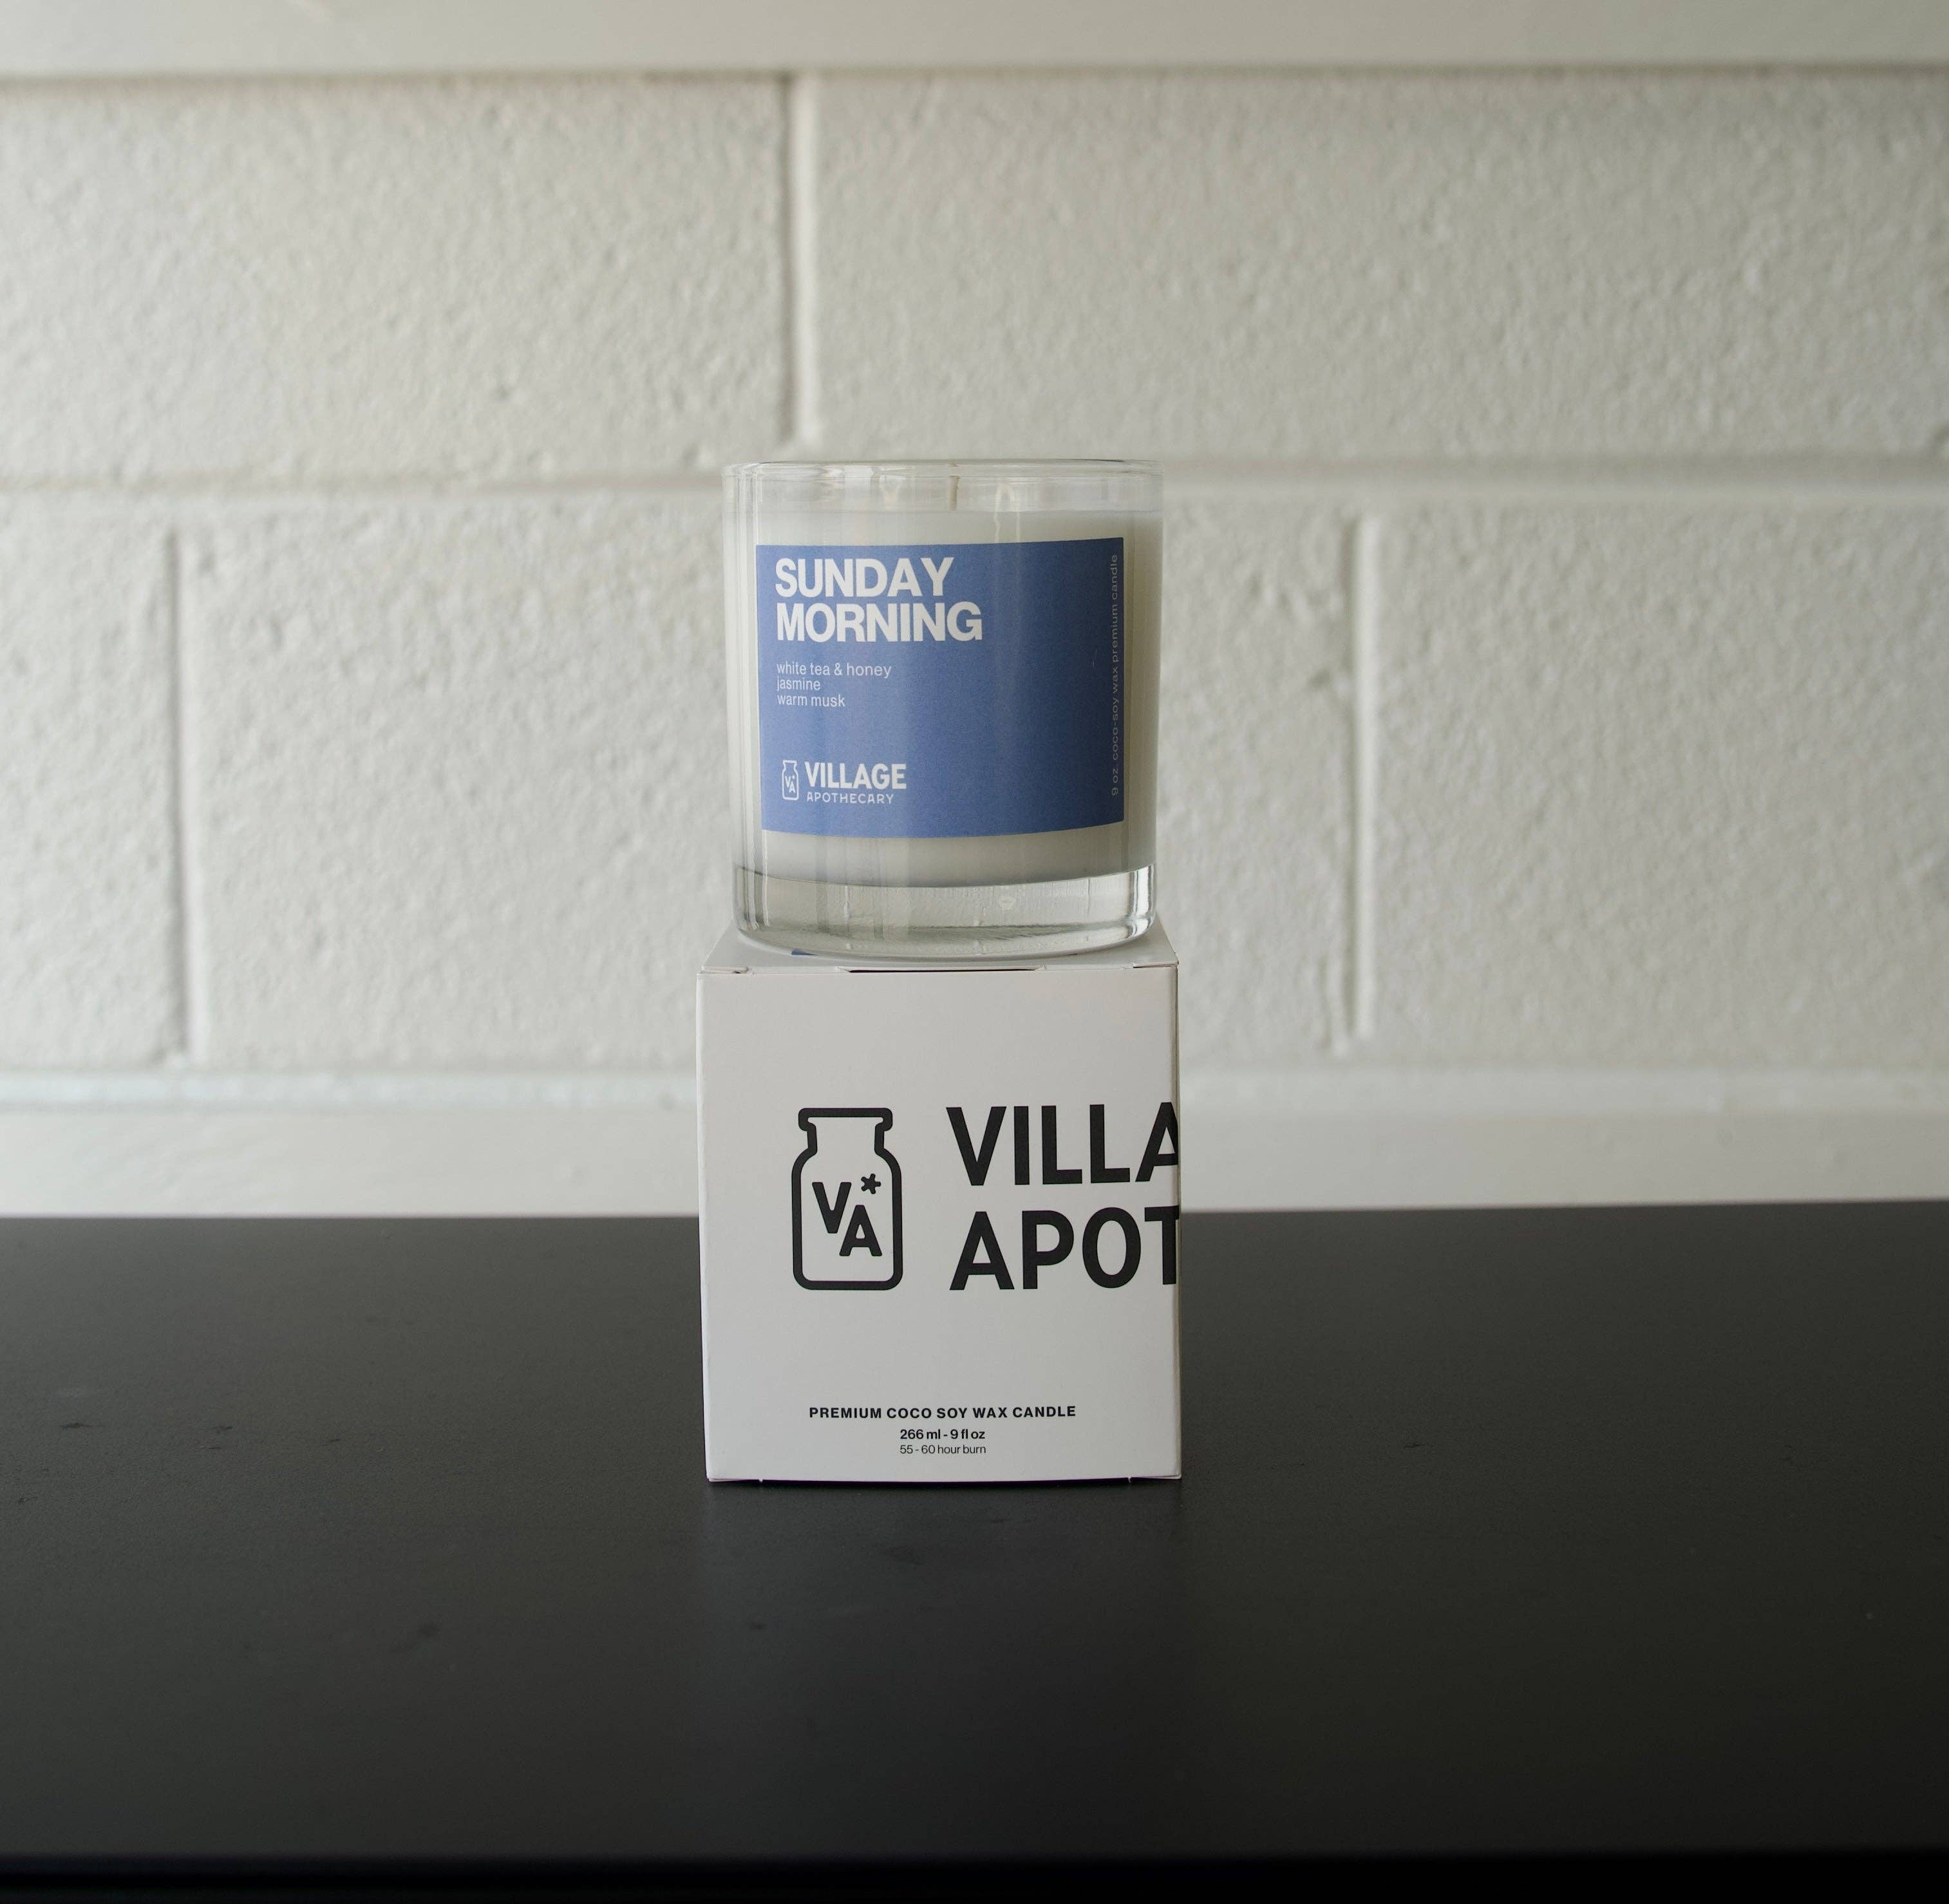 SUNDAY
MORNING
white tea & honey
jasmine
warm musk
VA
VILLAGE
APOTHECARY
9 oz. coco-soy wax premium candle
V*A
VILLA
APOT
PREMIUM COCO SOY WAX CANDLE
266 ml - 9 fl oz
55 - 60 hour burn